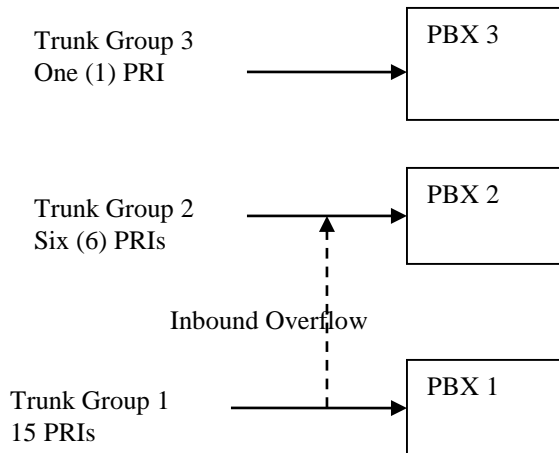 Trunk Group 3
One (1) PRI
PBX 3
Trunk Group 2
Six (6) PRIs
PBX 2
Inbound Overflow
Trunk Group 1
15 PRIs
PBX 1